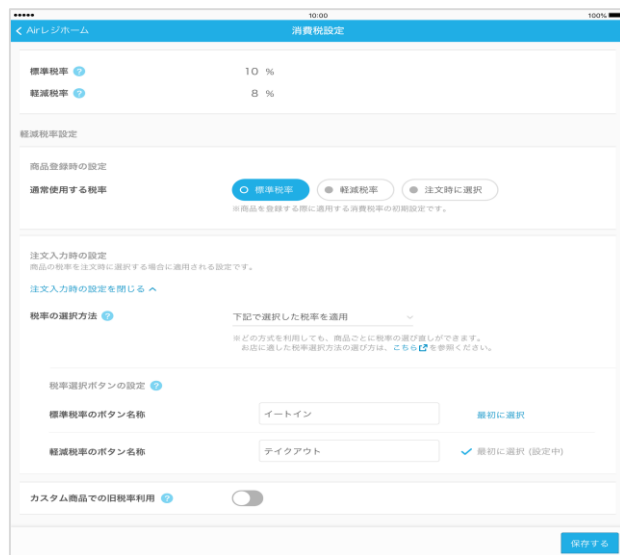 10:00
100%
Airレジホーム
消費税設定
標準税率 ?
10 %
軽減税率 ?
8 %
軽減税率設定
商品登録時の設定
通常使用する税率
標準税率
軽減税率
注文時に選択
※商品を登録する際に適用する消費税率の初期設定です。
注文入力時の設定
商品の税率を注文時に選択する場合に適用される設定です。
注文入力時の設定を閉じる
税率の選択方法 ?
下記で選択した税率を適用
※どの方式を利用しても、商品ごとに税率の選び直しができます。
お店に適した税率選択方法の選び方は、こちらを参照ください。
税率選択ボタンの設定 ?
標準税率のボタン名称
イートイン
最初に選択
軽減税率のボタン名称
テイクアウト
最初に選択 (設定中)
カスタム商品での旧税率利用 ?
保存する